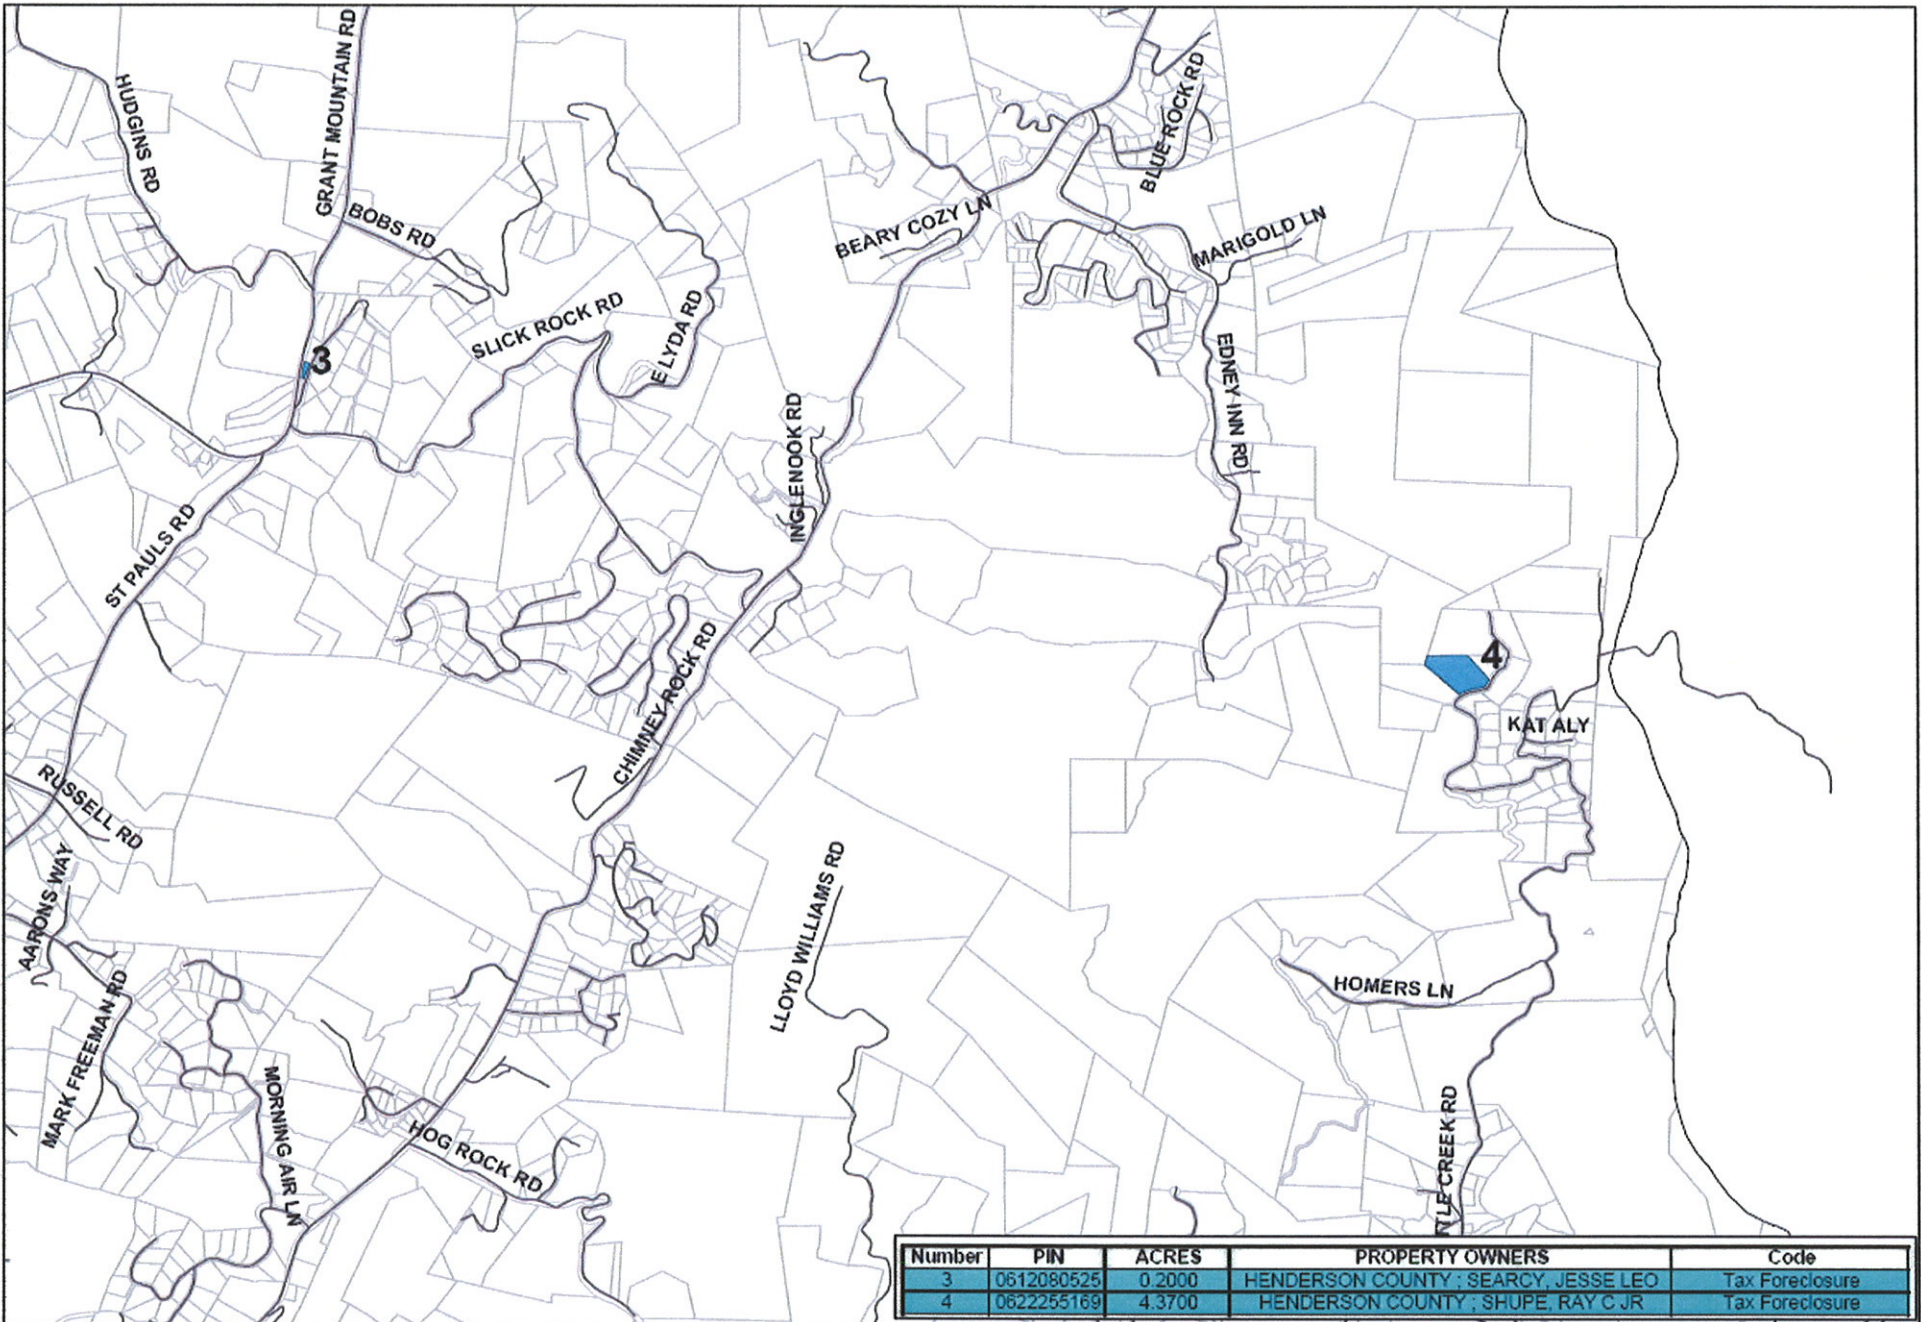 HUDGINS RD
GRANT MOUNTAIN RD
BLUE ROCK RD
BOBS RD
BEARY COZY LN
MARIGOLD LN
SLICK ROCK RD
E LYDA RD
3
EDNEY INN RD
INGLENOOK RD
ST PAULS RD
CHIMNEY ROCK RD
4
KAT ALY
RUSSELL RD
AARONS WAY
LLOYD WILLIAMS RD
MARK FREEMAN RD
HOMERS LN
MORNING AIR LN
HOG ROCK RD
TLE CREEK RD
Number PIN ACRES PROPERTY OWNERS Code
3 0612080525 0.2000 HENDERSON COUNTY ; SEARCY, JESSE LEO Tax Foreclosure
4 0622255169 4.3700 HENDERSON COUNTY ; SHUPE, RAY C JR Tax Foreclosure